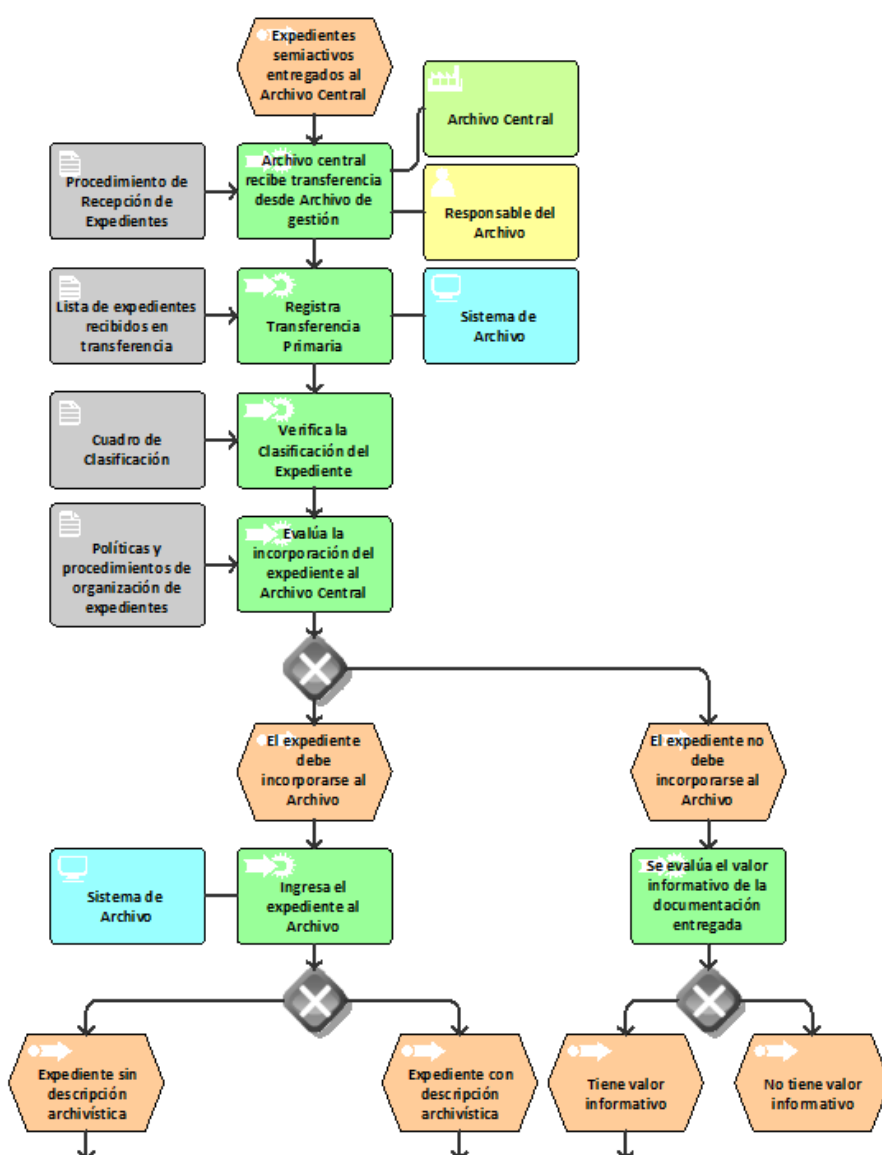 Expedientes
semiactivos
entregados al
Archivo Central
Archivo Central
Procedimiento de
Recepción de
Expedientes
Archivo central
recibe transferencia
desde Archivo de
gestión
Responsable del
Archivo
Lista de expedientes
recibidos en
transferencia
Registra
Transferencia
Primaria
Sistema de
Archivo
Cuadro de
Clasificación
Verifica la
Clasificación del
Expediente
Políticas y
procedimientos de
organización de
expedientes
Evalúa la
incorporación del
expediente al
Archivo Central
El expediente
debe
incorporarse al
Archivo
El expediente no
debe
incorporarse al
Archivo
Sistema de
Archivo
Ingresa el
expediente al
Archivo
Se evalúa el valor
informativo de la
documentación
entregada
Expediente sin
descripción
archivística
Expediente con
descripción
archivística
Tiene valor
informativo
No tiene valor
informativo